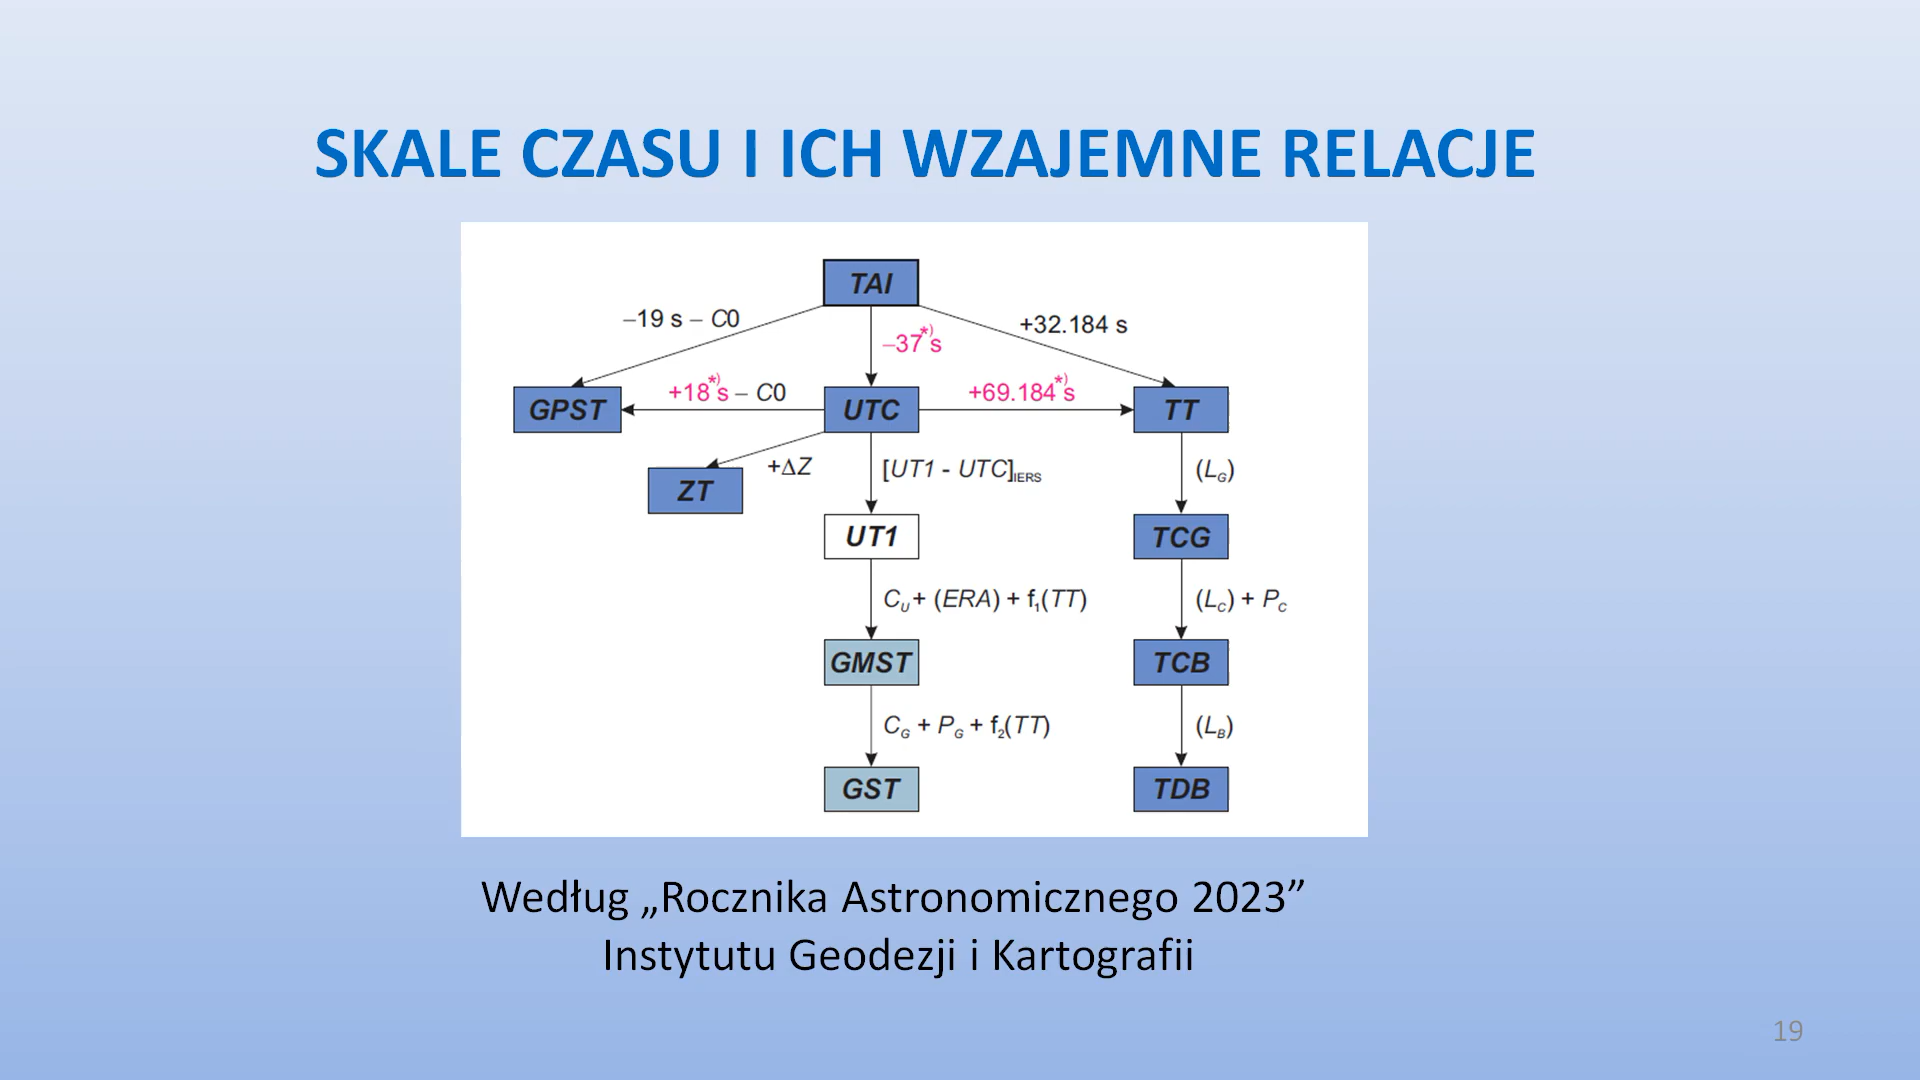 SKALE CZASU I ICH WZAJEMNE RELACJE
TAI
–19 s – C0
–37*)s
+32.184 s
GPST
+18*)s – C0
UTC
+69.184*)s
TT
ZT
+ΔZ
[UT1 - UTC]IERS
(LG)
UT1
TCG
CU + (ERA) + f1(TT)
(LC) + PC
GMST
TCB
CG + PG + f2(TT)
(LB)
GST
TDB
Według „Rocznika Astronomicznego 2023”
Instytutu Geodezji i Kartografii
19